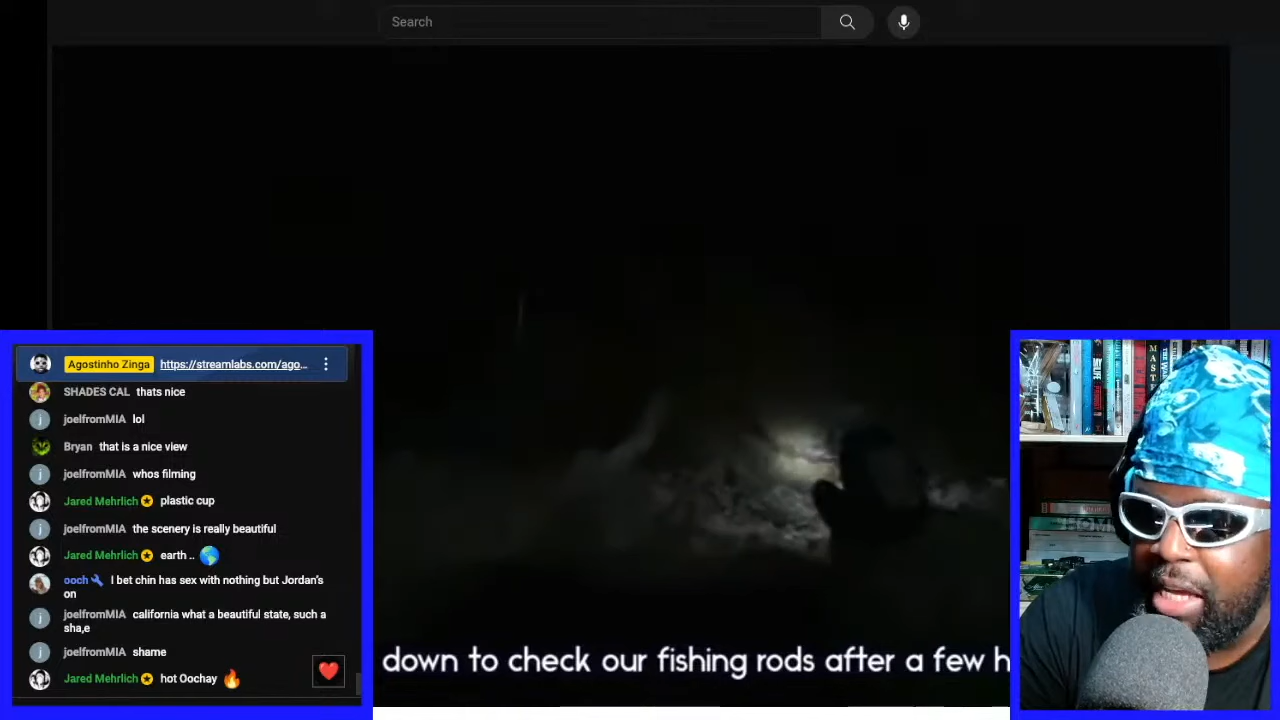 Search
Agostinho Zinga https://streamlabs.com/ago...
SHADES CAL thats nice
joelfromMIA lol
Bryan that is a nice view
joelfromMIA whos filming
Jared Mehrlich plastic cup
joelfromMIA the scenery is really beautiful
Jared Mehrlich earth ..
ooch I bet chin has sex with nothing but Jordan's
on
joelfromMIA california what a beautiful state, such a
sha,e
joelfromMIA shame
Jared Mehrlich hot Oochay
down to check our fishing rods after a few h